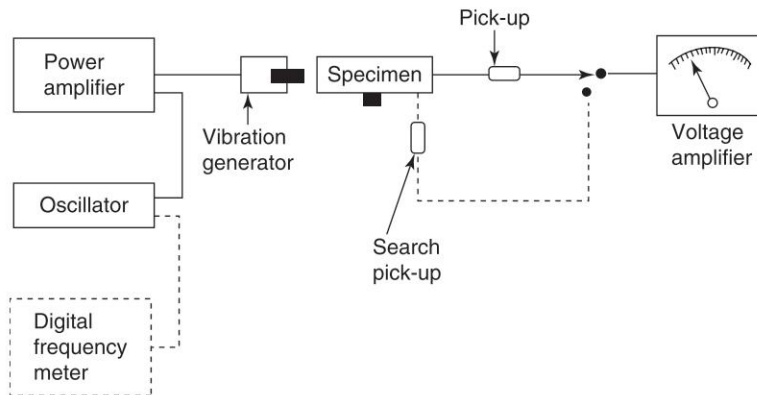 Pick-up
Power
amplifier
Specimen
Vibration
generator
Voltage
amplifier
Oscillator
Search
pick-up
Digital
frequency
meter